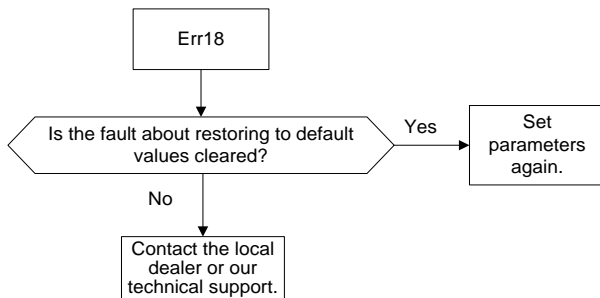 Err18
Is the fault about restoring to default
values cleared?
Yes
Set
parameters
again.
No
Contact the local
dealer or our
technical support.